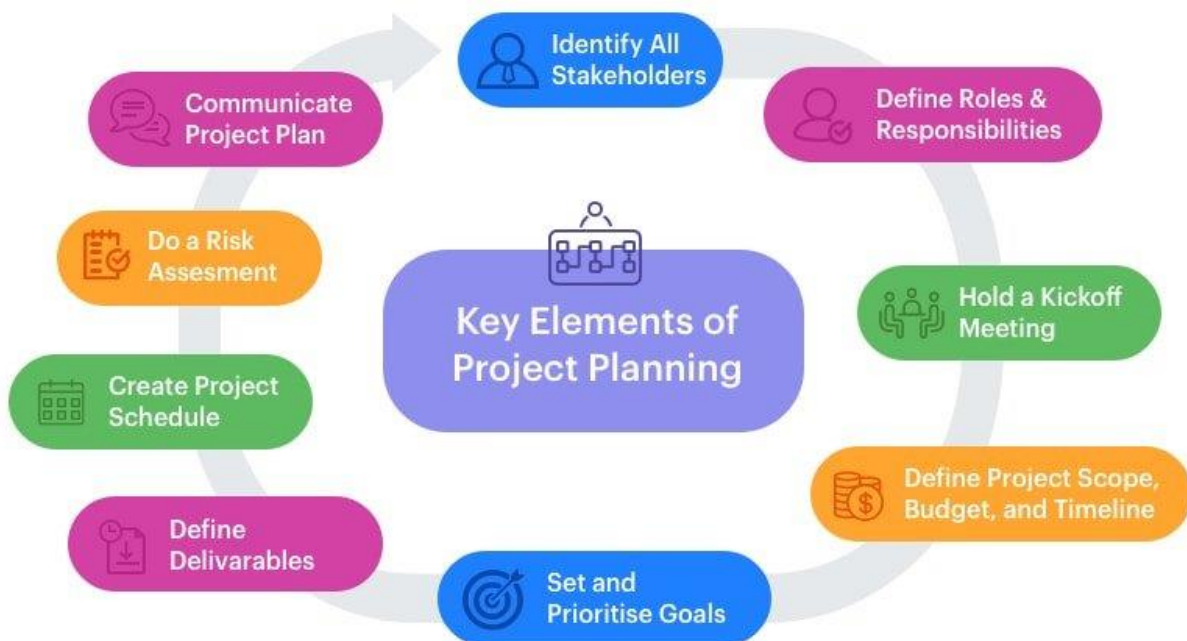 Identify All
Stakeholders
Define Roles &
Responsibilities
Hold a Kickoff
Meeting
Define Project Scope,
Budget, and Timeline
Set and
Prioritise Goals
Define
Delivarables
Create Project
Schedule
Do a Risk
Assesment
Communicate
Project Plan
Key Elements of
Project Planning
$